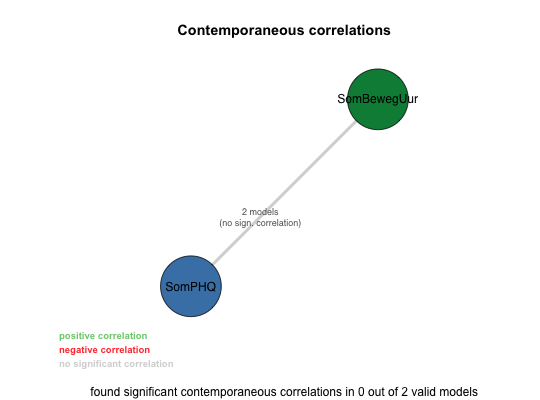 Contemporaneous correlations
SomBewegUur
2 models
(no sign. correlation)
SomPHQ
positive correlation
negative correlation
no significant correlation
found significant contemporaneous correlations in 0 out of 2 valid models